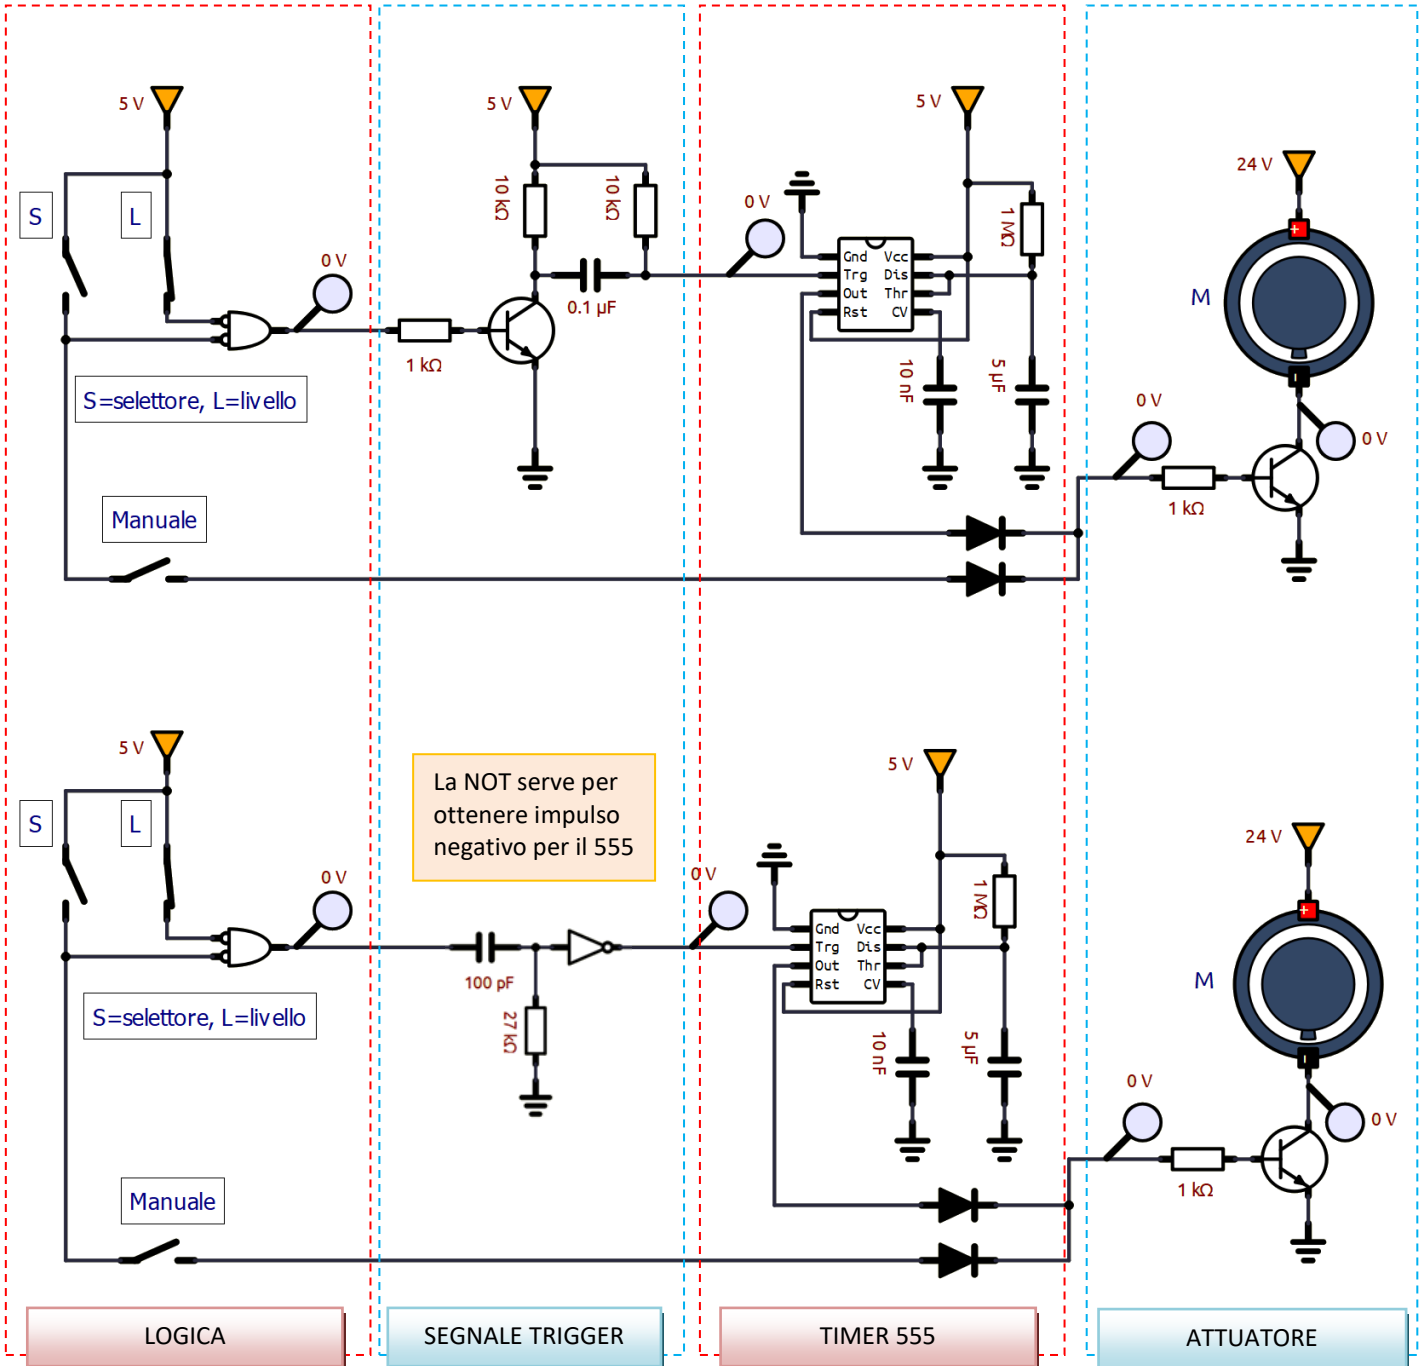 5 V
5 V
5 V
24 V
S
L
10 kΩ
10 kΩ
0 V
1 MΩ
0 V
Gnd Vcc
Trg Dis
Out Thr
Rst CV
M
0.1 µF
1 kΩ
10 nF
5 µF
S=selettore, L=livello
0 V
0 V
1 kΩ
Manuale
5 V
La NOT serve per
ottenere impulso
negativo per il 555
5 V
24 V
S
L
0 V
0 V
1 MΩ
Gnd Vcc
Trg Dis
Out Thr
Rst CV
M
100 pF
27 kΩ
10 nF
5 µF
S=selettore, L=livello
0 V
0 V
1 kΩ
Manuale
LOGICA
SEGNALE TRIGGER
TIMER 555
ATTUATORE